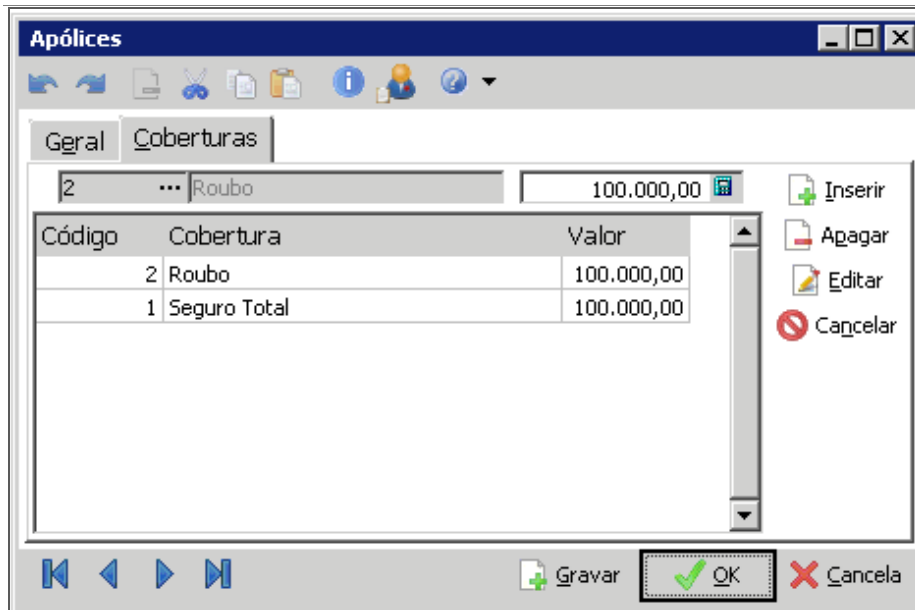 Apólices
Geral Coberturas
2 ... Roubo 100.000,00 Inserir
Código Cobertura Valor Apagar
2 Roubo 100.000,00 Editar
1 Seguro Total 100.000,00 Cancelar
Gravar OK Cancela